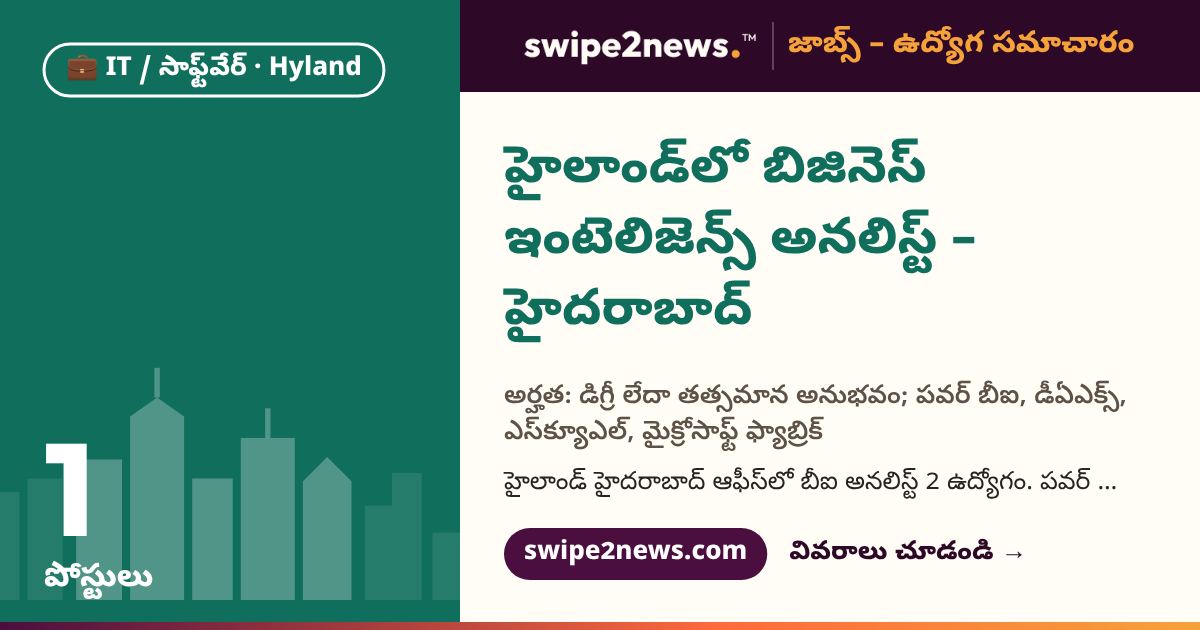 💼 IT / సాఫ్ట్‌వేర్ · Hyland
swipe2news.™ జాబ్స్ – ఉద్యోగ సమాచారం
హైలాండ్‌లో బిజినెస్
ఇంటెలిజెన్స్ అనలిస్ట్ –
హైదరాబాద్
అర్హత: డిగ్రీ లేదా తత్సమాన అనుభవం; పవర్ బీఐ, డీఏఎక్స్,
ఎస్‌క్యూఎల్, మైక్రోసాఫ్ట్ ఫ్యాబ్రిక్
హైలాండ్ హైదరాబాద్ ఆఫీస్‌లో బీఐ అనలిస్ట్ 2 ఉద్యోగం. పవర్ ...
1
పోస్టులు
swipe2news.com వివరాలు చూడండి →